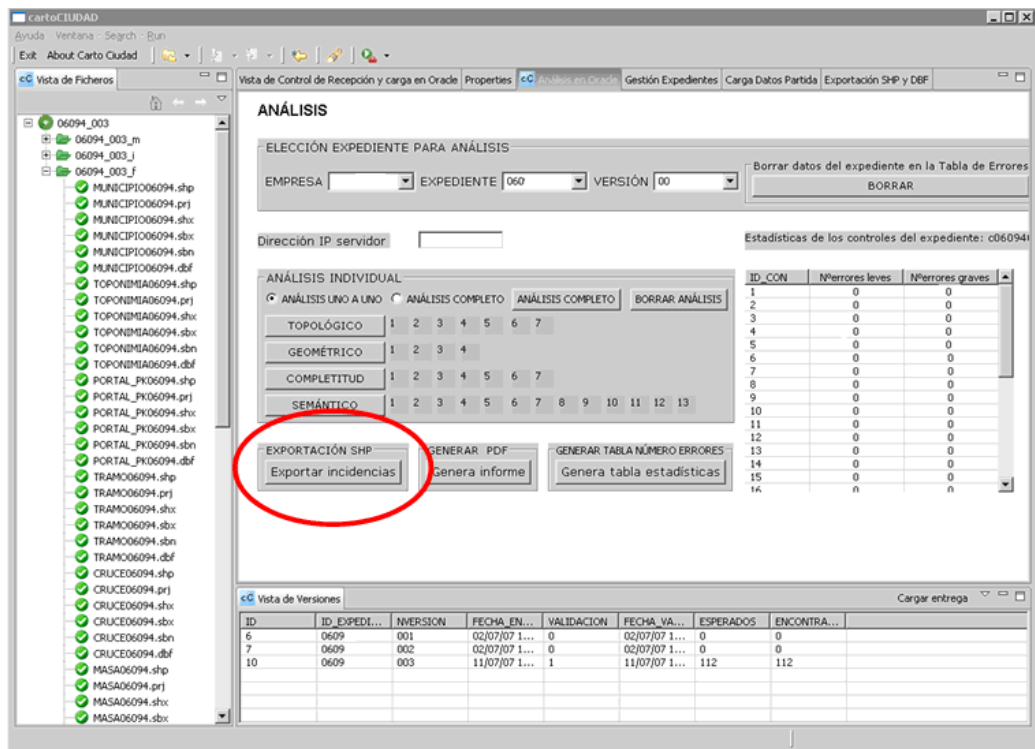 cartoCIUDAD
Ayuda Ventana Search Run
Exit About Carto Ciudad
cC Vista de Ficheros
06094_003
06094_003_m
06094_003_i
06094_003_f
MUNICIPIO06094.shp
MUNICIPIO06094.prj
MUNICIPIO06094.shx
MUNICIPIO06094.sbx
MUNICIPIO06094.sbn
MUNICIPIO06094.dbf
TOPONIMIA06094.shp
TOPONIMIA06094.prj
TOPONIMIA06094.shx
TOPONIMIA06094.sbx
TOPONIMIA06094.sbn
TOPONIMIA06094.dbf
PORTAL_PK06094.shp
PORTAL_PK06094.prj
PORTAL_PK06094.shx
PORTAL_PK06094.sbx
PORTAL_PK06094.dbf
TRAMO06094.shp
TRAMO06094.prj
TRAMO06094.shx
TRAMO06094.sbx
TRAMO06094.sbn
TRAMO06094.dbf
CRUCE06094.shp
CRUCE06094.prj
CRUCE06094.shx
CRUCE06094.sbx
CRUCE06094.sbn
CRUCE06094.dbf
MASA06094.shp
MASA06094.prj
MASA06094.shx
MASA06094.sbx
Vista de Control de Recepción y carga en Oracle Properties cC Análisis en Oracle Gestión Expedientes Carga Datos Partida Exportación SHP y DBF
ANÁLISIS
ELECCIÓN EXPEDIENTE PARA ANÁLISIS
EMPRESA EXPEDIENTE 060 VERSIÓN 00
Borrar datos del expediente en la Tabla de Errores
BORRAR
Dirección IP servidor
Estadísticas de los controles del expediente: c06094
ANÁLISIS INDIVIDUAL
ANÁLISIS UNO A UNO ANÁLISIS COMPLETO ANÁLISIS COMPLETO BORRAR ANÁLISIS
TOPOLÓGICO 1 2 3 4 5 6 7
GEOMÉTRICO 1 2 3 4
COMPLETITUD 1 2 3 4 5 6 7
SEMÁNTICO 1 2 3 4 5 6 7 8 9 10 11 12 13
EXPORTACIÓN SHP
Exportar incidencias
GENERAR PDF
Genera informe
GENERAR TABLA NÚMERO ERRORES
Genera tabla estadísticas
ID_CON Nºerrores leves Nºerrores graves
1 0 0
2 0 0
3 0 0
4 0 0
5 0 0
6 0 0
7 0 0
8 0 0
9 0 0
10 0 0
11 0 0
12 0 0
13 0 0
14 0 0
15 0 0
16 0 0
cC Vista de Versiones
Cargar entrega
ID ID_EXPEDI... NVERSION FECHA_EN... VALIDACION FECHA_VA... ESPERADOS ENCONTRA...
6 0609 001 02/07/07 1... 0 02/07/07 1... 0 0
7 0609 002 02/07/07 1... 0 02/07/07 1... 0 0
10 0609 003 11/07/07 1... 1 11/07/07 1... 112 112